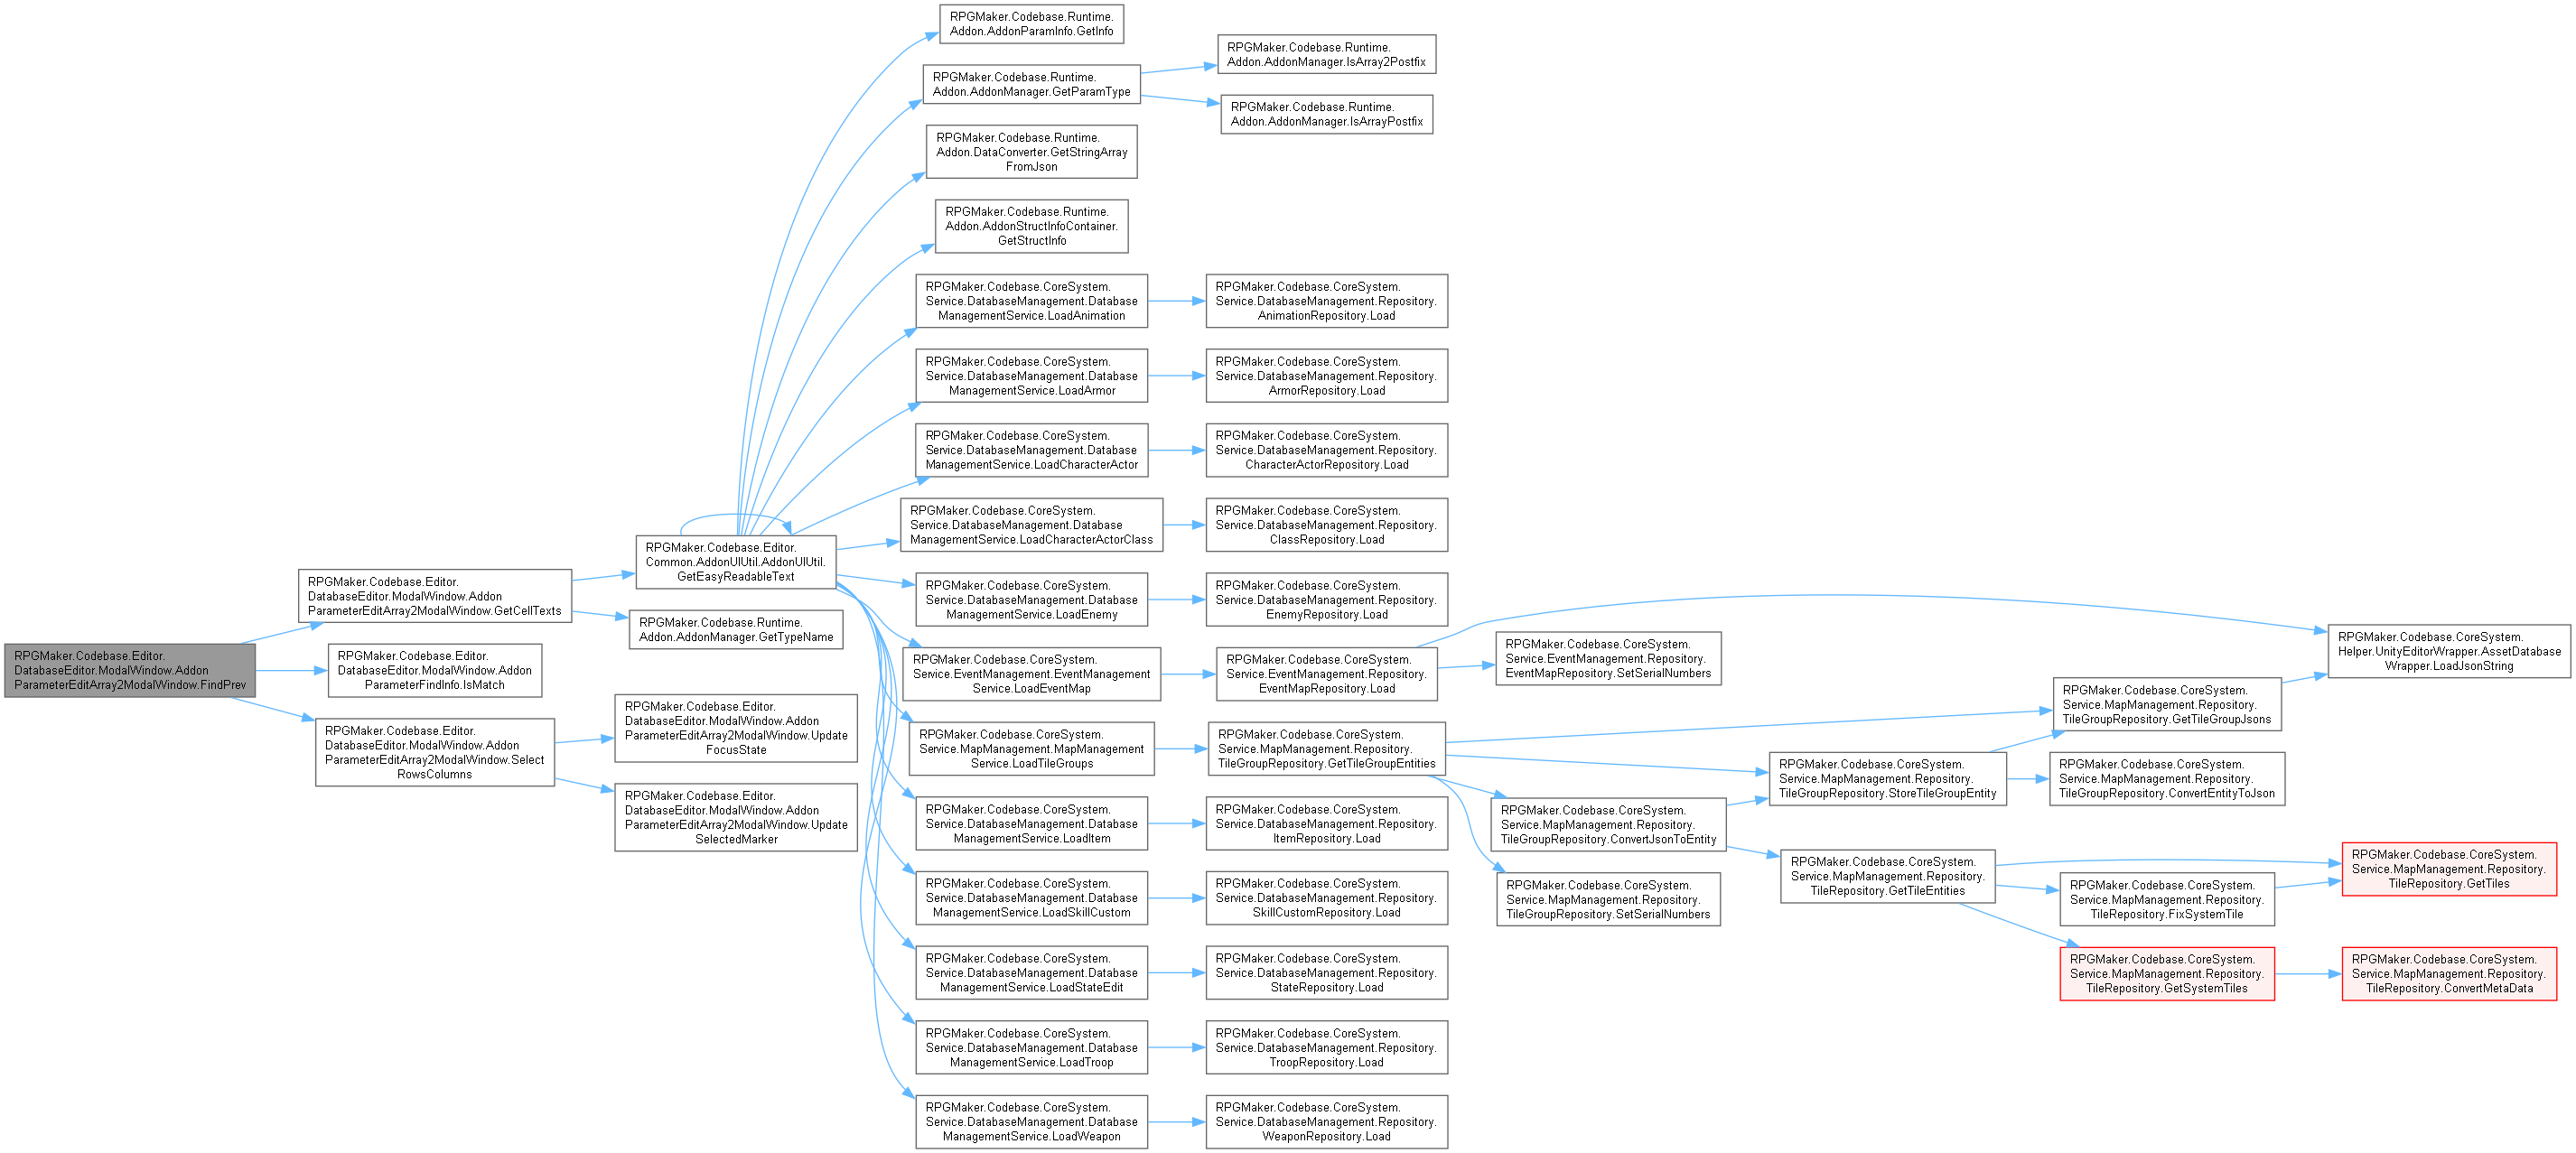 RPGMaker.Codebase.Editor.
DatabaseEditor.ModalWindow.Addon
ParameterEditArray2ModalWindow.FindPrev
RPGMaker.Codebase.Editor.
DatabaseEditor.ModalWindow.Addon
ParameterEditArray2ModalWindow.GetCellTexts
RPGMaker.Codebase.Editor.
DatabaseEditor.ModalWindow.Addon
ParameterFindInfo.IsMatch
RPGMaker.Codebase.Editor.
DatabaseEditor.ModalWindow.Addon
ParameterEditArray2ModalWindow.Select
RowsColumns
RPGMaker.Codebase.Editor.
Common.AddonUIUtil.AddonUIUtil.
GetEasyReadableText
RPGMaker.Codebase.Runtime.
Addon.AddonManager.GetTypeName
RPGMaker.Codebase.Editor.
DatabaseEditor.ModalWindow.Addon
ParameterEditArray2ModalWindow.Update
FocusState
RPGMaker.Codebase.Editor.
DatabaseEditor.ModalWindow.Addon
ParameterEditArray2ModalWindow.Update
SelectedMarker
RPGMaker.Codebase.Runtime.
Addon.AddonParamInfo.GetInfo
RPGMaker.Codebase.Runtime.
Addon.AddonManager.GetParamType
RPGMaker.Codebase.Runtime.
Addon.DataConverter.GetStringArray
FromJson
RPGMaker.Codebase.Runtime.
Addon.AddonStructInfoContainer.
GetStructInfo
RPGMaker.Codebase.CoreSystem.
Service.DatabaseManagement.Database
ManagementService.LoadAnimation
RPGMaker.Codebase.CoreSystem.
Service.DatabaseManagement.Database
ManagementService.LoadArmor
RPGMaker.Codebase.CoreSystem.
Service.DatabaseManagement.Database
ManagementService.LoadCharacterActor
RPGMaker.Codebase.CoreSystem.
Service.DatabaseManagement.Database
ManagementService.LoadCharacterActorClass
RPGMaker.Codebase.CoreSystem.
Service.DatabaseManagement.Database
ManagementService.LoadEnemy
RPGMaker.Codebase.CoreSystem.
Service.EventManagement.EventManagement
Service.LoadEventMap
RPGMaker.Codebase.CoreSystem.
Service.MapManagement.MapManagement
Service.LoadTileGroups
RPGMaker.Codebase.CoreSystem.
Service.DatabaseManagement.Database
ManagementService.LoadItem
RPGMaker.Codebase.CoreSystem.
Service.DatabaseManagement.Database
ManagementService.LoadSkillCustom
RPGMaker.Codebase.CoreSystem.
Service.DatabaseManagement.Database
ManagementService.LoadStateEdit
RPGMaker.Codebase.CoreSystem.
Service.DatabaseManagement.Database
ManagementService.LoadTroop
RPGMaker.Codebase.CoreSystem.
Service.DatabaseManagement.Database
ManagementService.LoadWeapon
RPGMaker.Codebase.Runtime.
Addon.AddonManager.IsArray2Postfix
RPGMaker.Codebase.Runtime.
Addon.AddonManager.IsArrayPostfix
RPGMaker.Codebase.CoreSystem.
Service.DatabaseManagement.Repository.
AnimationRepository.Load
RPGMaker.Codebase.CoreSystem.
Service.DatabaseManagement.Repository.
ArmorRepository.Load
RPGMaker.Codebase.CoreSystem.
Service.DatabaseManagement.Repository.
CharacterActorRepository.Load
RPGMaker.Codebase.CoreSystem.
Service.DatabaseManagement.Repository.
ClassRepository.Load
RPGMaker.Codebase.CoreSystem.
Service.DatabaseManagement.Repository.
EnemyRepository.Load
RPGMaker.Codebase.CoreSystem.
Service.EventManagement.Repository.
EventMapRepository.Load
RPGMaker.Codebase.CoreSystem.
Service.MapManagement.Repository.
TileGroupRepository.GetTileGroupEntities
RPGMaker.Codebase.CoreSystem.
Service.DatabaseManagement.Repository.
ItemRepository.Load
RPGMaker.Codebase.CoreSystem.
Service.DatabaseManagement.Repository.
SkillCustomRepository.Load
RPGMaker.Codebase.CoreSystem.
Service.DatabaseManagement.Repository.
StateRepository.Load
RPGMaker.Codebase.CoreSystem.
Service.DatabaseManagement.Repository.
TroopRepository.Load
RPGMaker.Codebase.CoreSystem.
Service.DatabaseManagement.Repository.
WeaponRepository.Load
RPGMaker.Codebase.CoreSystem.
Service.EventManagement.Repository.
EventMapRepository.SetSerialNumbers
RPGMaker.Codebase.CoreSystem.
Service.MapManagement.Repository.
TileGroupRepository.ConvertJsonToEntity
RPGMaker.Codebase.CoreSystem.
Service.MapManagement.Repository.
TileGroupRepository.SetSerialNumbers
RPGMaker.Codebase.CoreSystem.
Service.MapManagement.Repository.
TileGroupRepository.StoreTileGroupEntity
RPGMaker.Codebase.CoreSystem.
Service.MapManagement.Repository.
TileRepository.GetTileEntities
RPGMaker.Codebase.CoreSystem.
Service.MapManagement.Repository.
TileGroupRepository.GetTileGroupJsons
RPGMaker.Codebase.CoreSystem.
Service.MapManagement.Repository.
TileGroupRepository.ConvertEntityToJson
RPGMaker.Codebase.CoreSystem.
Service.MapManagement.Repository.
TileRepository.FixSystemTile
RPGMaker.Codebase.CoreSystem.
Service.MapManagement.Repository.
TileRepository.GetSystemTiles
RPGMaker.Codebase.CoreSystem.
Helper.UnityEditorWrapper.AssetDatabase
Wrapper.LoadJsonString
RPGMaker.Codebase.CoreSystem.
Service.MapManagement.Repository.
TileRepository.GetTiles
RPGMaker.Codebase.CoreSystem.
Service.MapManagement.Repository.
TileRepository.ConvertMetaData